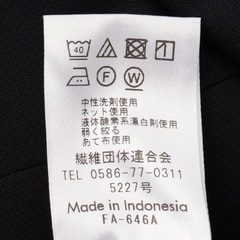 40
F W
中性洗剤使用
ネット使用
液体酸素系漂白剤使用
弱く絞る
あて布使用
繊維団体連合会
TEL 0586-77-0311
5227号
Made in Indonesia
FA-646A